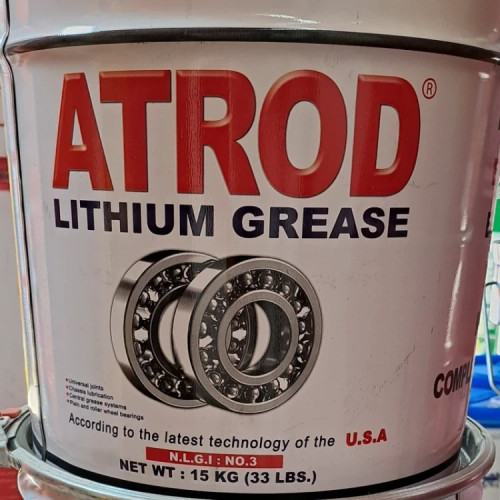 ATROD®
LITHIUM GREASE
• Universal joints
• Chassis lubrication
• Central grease systems
• Plain and roller wheel bearings
According to the latest technology of the U.S.A
N.L.G.I : NO.3
NET WT : 15 KG (33 LBS.)